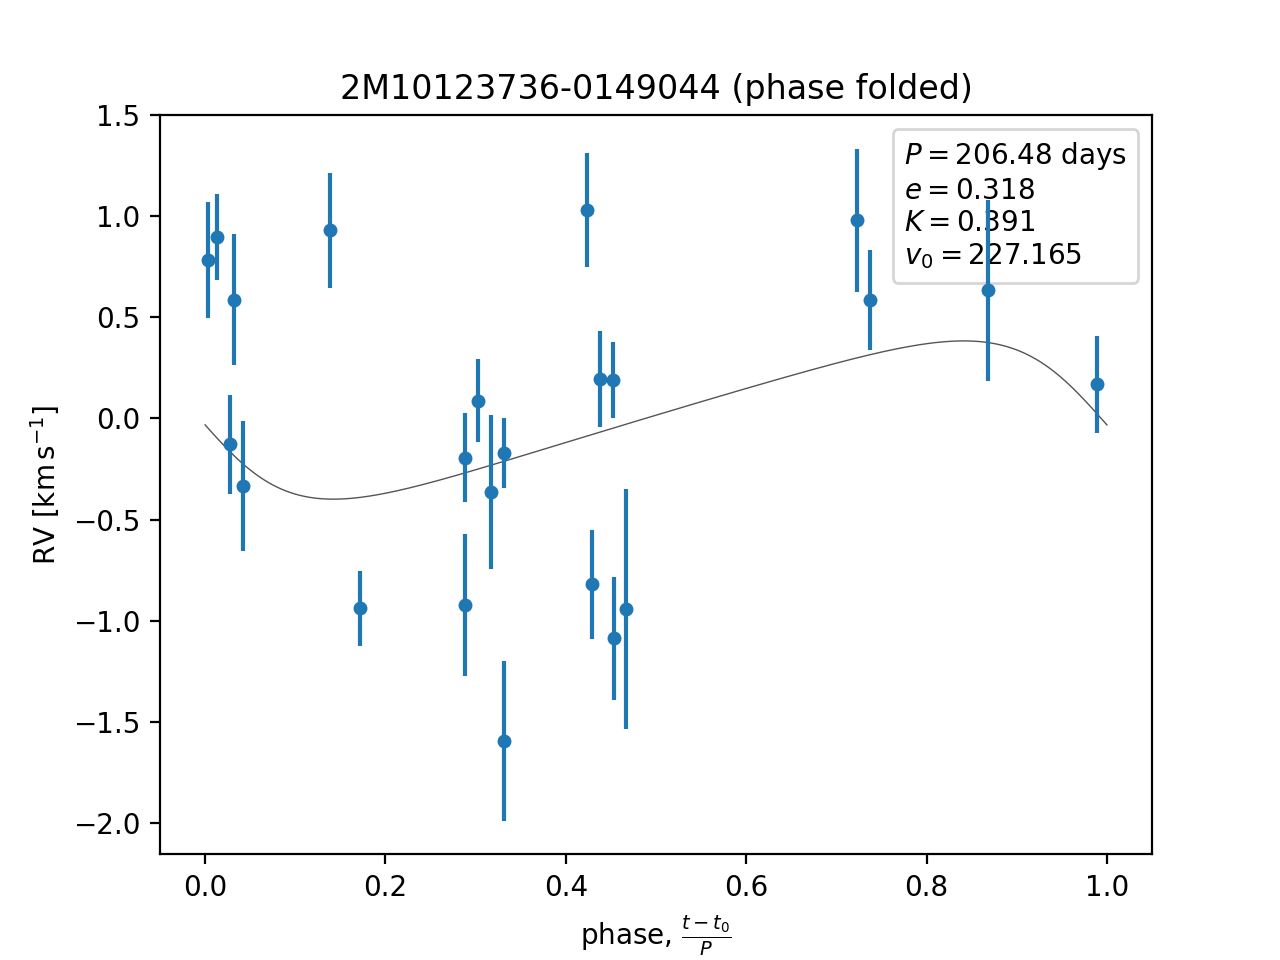 2M10123736-0149044 (phase folded)
1.5
1.0
0.5
0.0
−0.5
−1.0
−1.5
−2.0
RV [km s⁻¹]
P = 206.48 days
e = 0.318
K = 0.391
v₀ = 227.165
0.0 0.2 0.4 0.6 0.8 1.0
phase, (t − t₀)/P